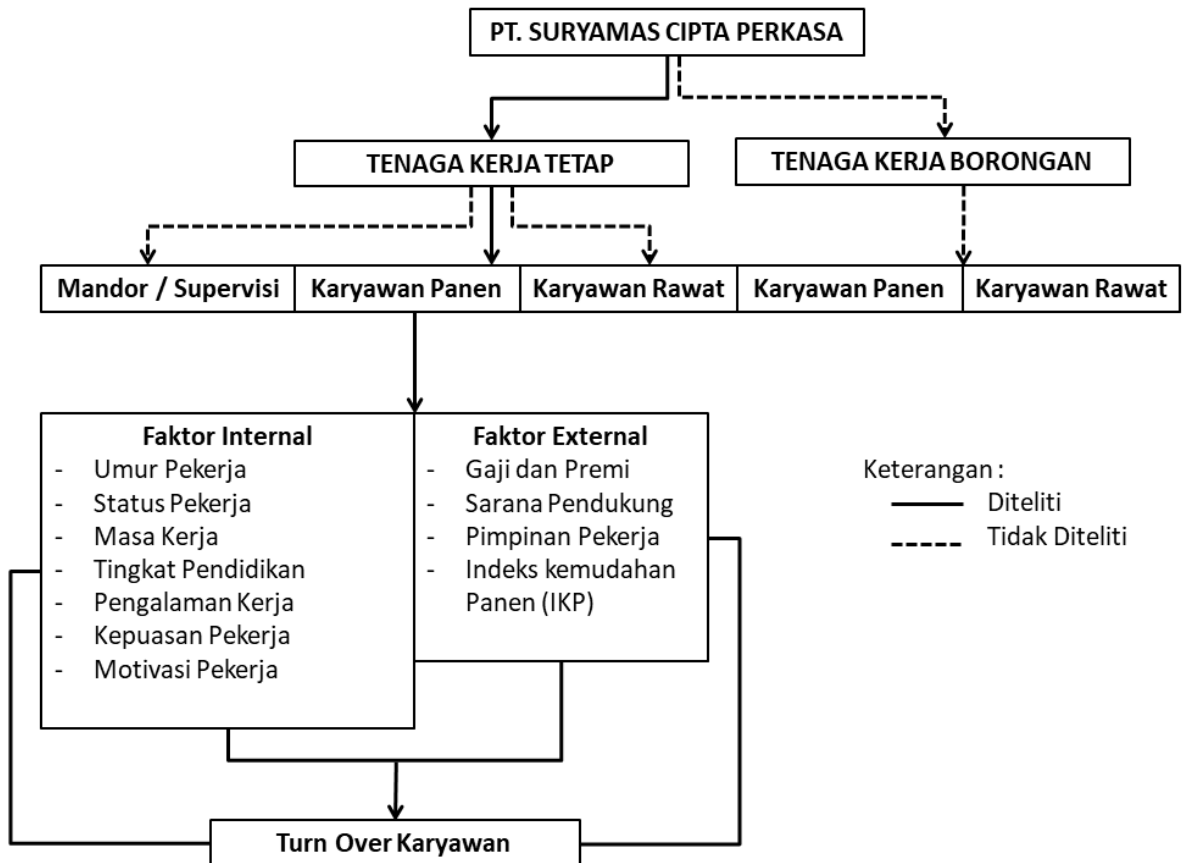 PT. SURYAMAS CIPTA PERKASA
TENAGA KERJA TETAP
TENAGA KERJA BORONGAN
Mandor / Supervisi
Karyawan Panen
Karyawan Rawat
Karyawan Panen
Karyawan Rawat
Faktor Internal
- Umur Pekerja
- Status Pekerja
- Masa Kerja
- Tingkat Pendidikan
- Pengalaman Kerja
- Kepuasan Pekerja
- Motivasi Pekerja
Faktor External
- Gaji dan Premi
- Sarana Pendukung
- Pimpinan Pekerja
- Indeks kemudahan
Panen (IKP)
Keterangan :
Diteliti
Tidak Diteliti
Turn Over Karyawan